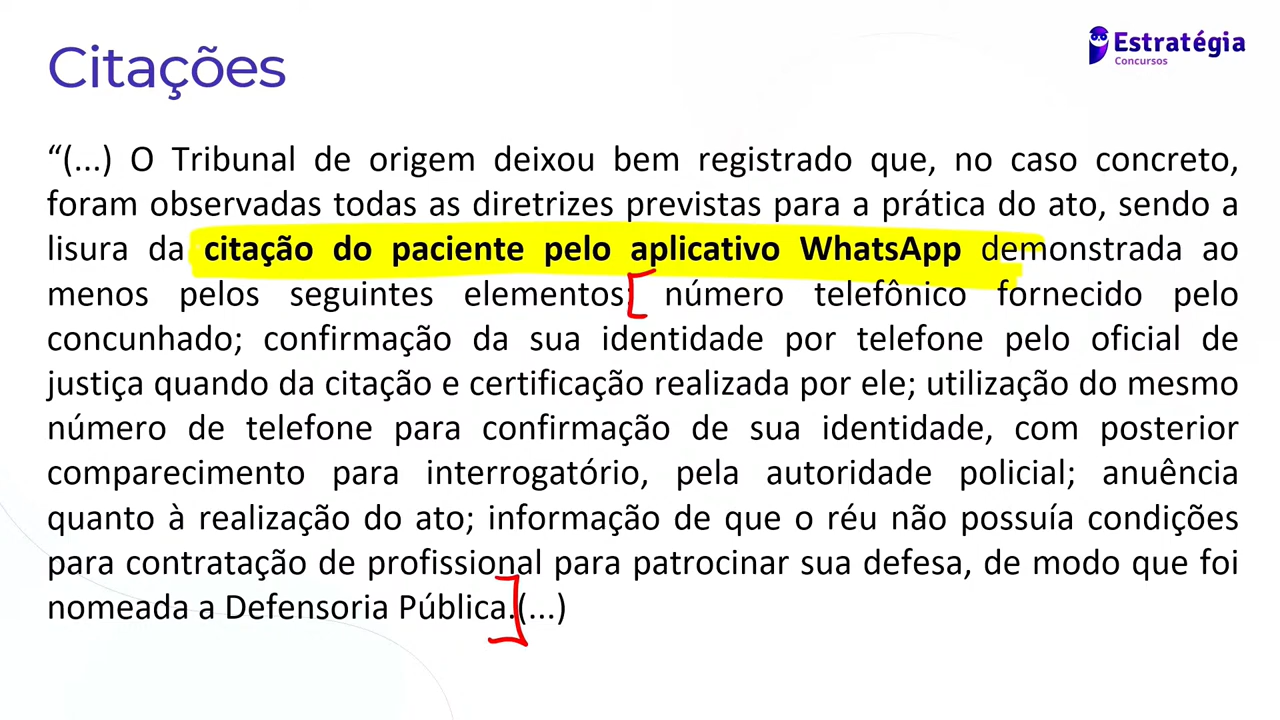 Citações
Estratégia
Concursos
“(...) O Tribunal de origem deixou bem registrado que, no caso concreto,
foram observadas todas as diretrizes previstas para a prática do ato, sendo a
lisura da citação do paciente pelo aplicativo WhatsApp demonstrada ao
menos pelos seguintes elementos: número telefônico fornecido pelo
concunhado; confirmação da sua identidade por telefone pelo oficial de
justiça quando da citação e certificação realizada por ele; utilização do mesmo
número de telefone para confirmação de sua identidade, com posterior
comparecimento para interrogatório, pela autoridade policial; anuência
quanto à realização do ato; informação de que o réu não possuía condições
para contratação de profissional para patrocinar sua defesa, de modo que foi
nomeada a Defensoria Pública.(...)